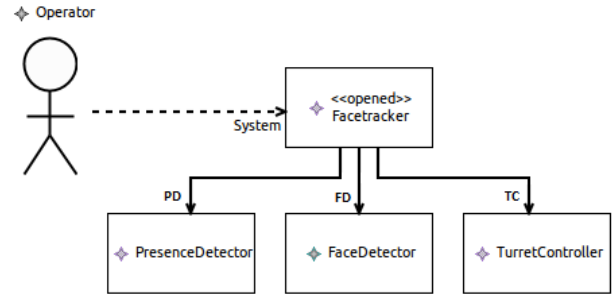 Operator
<<opened>>
Facetracker
System
PD
FD
TC
PresenceDetector
FaceDetector
TurretController